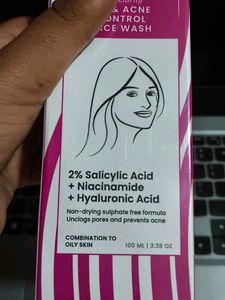 & ACNE
CONTROL
FACE WASH
2% Salicylic Acid
+ Niacinamide
+ Hyaluronic Acid
Non-drying sulphate free formula
Unclogs pores and prevents acne
COMBINATION TO
OILY SKIN
100 ML | 3.38 OZ